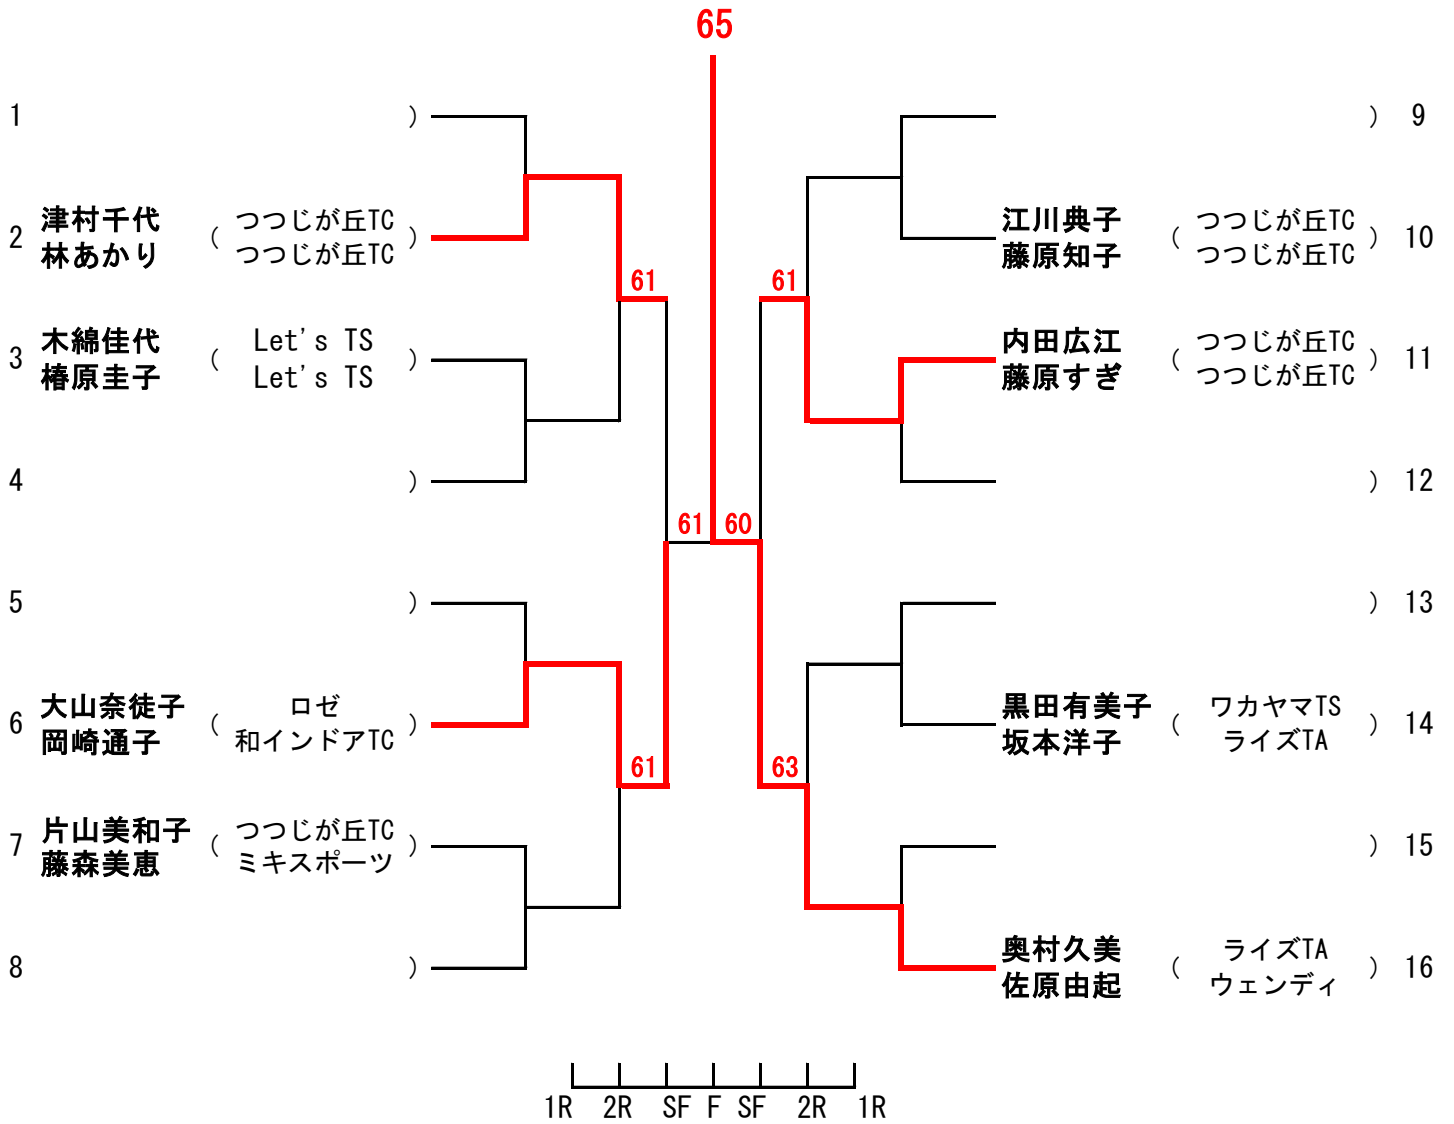 65
1 )
2 津村千代 ( つつじが丘TC )
林あかり つつじが丘TC
61
3 木綿佳代 ( Let's TS )
椿原圭子 Let's TS
4 )
61
5 )
6 大山奈徒子 ( ロゼ )
岡崎通子 和インドアTC
61
7 片山美和子 ( つつじが丘TC )
藤森美恵 ミキスポーツ
8 )
) 9
江川典子 ( つつじが丘TC ) 10
藤原知子 つつじが丘TC
61
内田広江 ( つつじが丘TC ) 11
藤原すぎ つつじが丘TC
) 12
60
) 13
黒田有美子 ( ワカヤマTS ) 14
坂本洋子 ライズTA
63
) 15
奥村久美 ( ライズTA ) 16
佐原由起 ウェンディ
1R 2R SF F SF 2R 1R